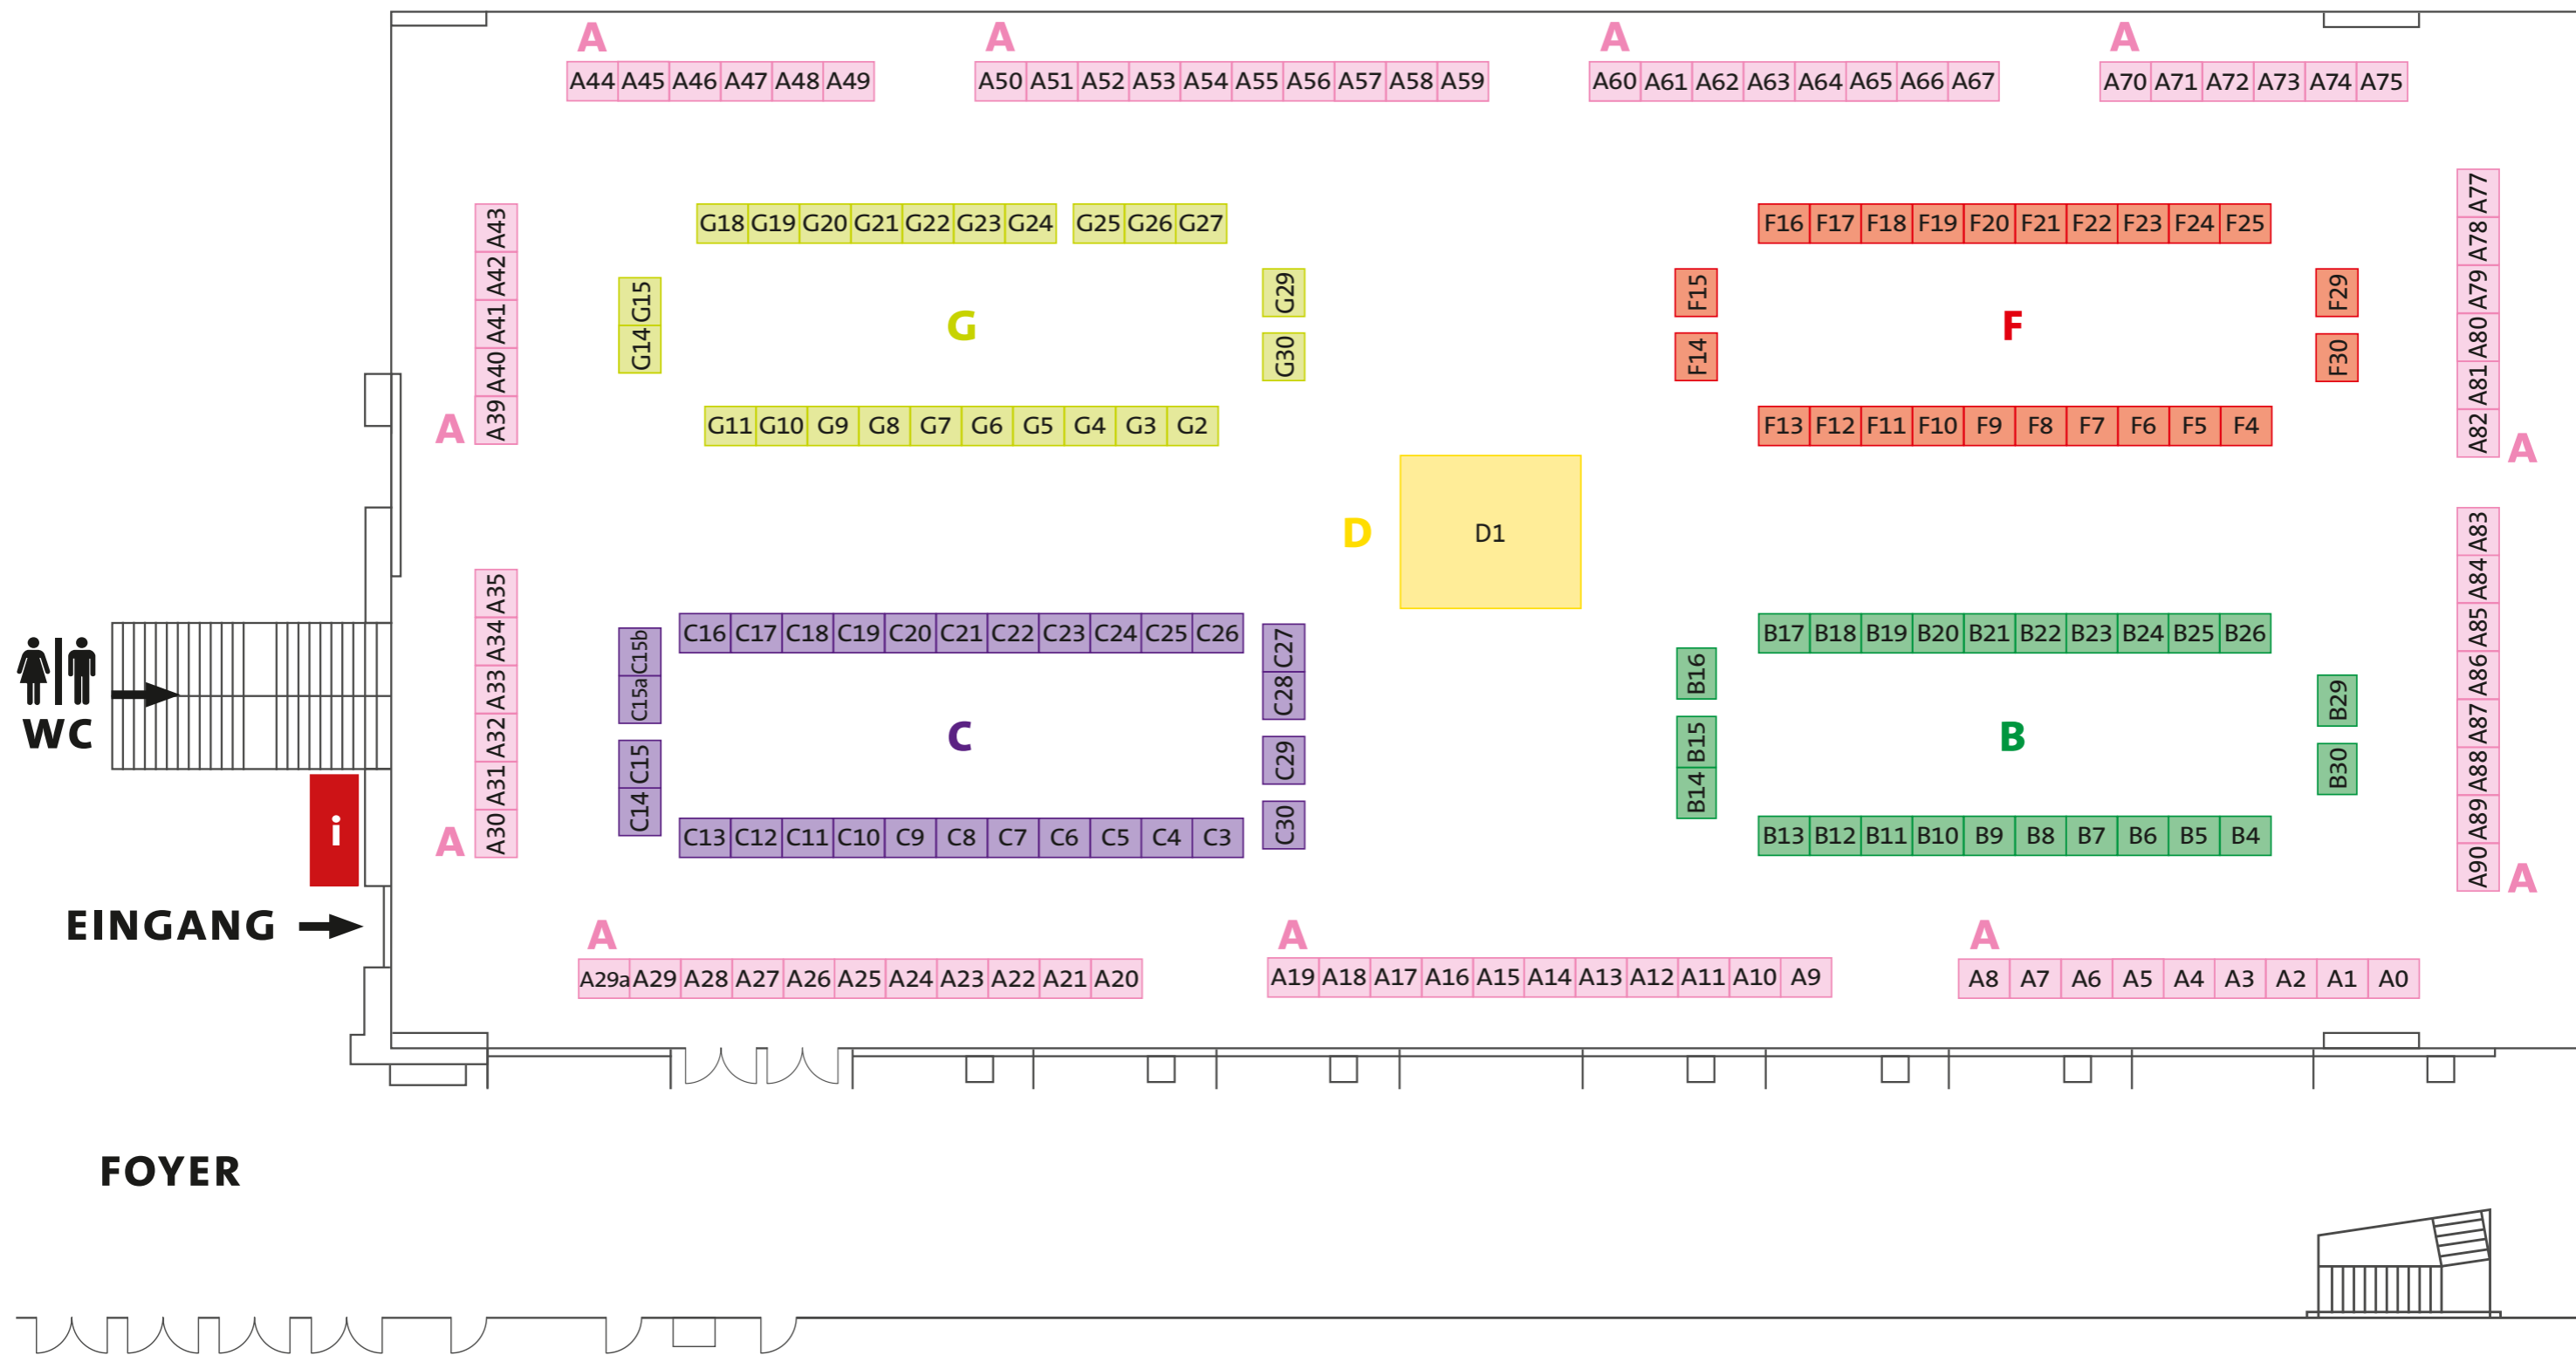 A A A A
A44 A45 A46 A47 A48 A49 A50 A51 A52 A53 A54 A55 A56 A57 A58 A59 A60 A61 A62 A63 A64 A65 A66 A67 A70 A71 A72 A73 A74 A75
A43 A42 A41 A40 A39
A
G18 G19 G20 G21 G22 G23 G24 G25 G26 G27
G15 G14
G
G29
G30
G11 G10 G9 G8 G7 G6 G5 G4 G3 G2
F16 F17 F18 F19 F20 F21 F22 F23 F24 F25
F15
F14
F
F29
F30
F13 F12 F11 F10 F9 F8 F7 F6 F5 F4
A77 A78 A79 A80 A81 A82
A
D D1
A35 A34 A33 A32 A31 A30
A
C16 C17 C18 C19 C20 C21 C22 C23 C24 C25 C26
C15b C15a
C15 C14
C
C27 C28
C29
C30
C13 C12 C11 C10 C9 C8 C7 C6 C5 C4 C3
B17 B18 B19 B20 B21 B22 B23 B24 B25 B26
B16
B15 B14
B
B29
B30
B13 B12 B11 B10 B9 B8 B7 B6 B5 B4
A83 A84 A85 A86 A87 A88 A89 A90
A
WC
i
EINGANG
A A A
A29a A29 A28 A27 A26 A25 A24 A23 A22 A21 A20 A19 A18 A17 A16 A15 A14 A13 A12 A11 A10 A9 A8 A7 A6 A5 A4 A3 A2 A1 A0
FOYER